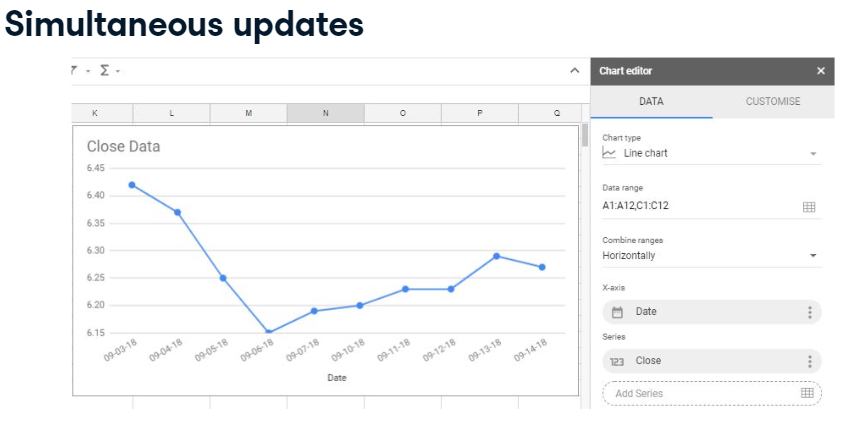 Simultaneous updates
Σ
Chart editor
DATA
CUSTOMISE
K
L
M
N
O
P
Q
Close Data
6.45
6.40
6.35
6.30
6.25
6.20
6.15
09-03-18
09-04-18
09-05-18
09-06-18
09-07-18
09-10-18
09-11-18
09-12-18
09-13-18
09-14-18
Date
Chart type
Line chart
Data range
A1:A12,C1:C12
Combine ranges
Horizontally
X-axis
Date
Series
123 Close
Add Series